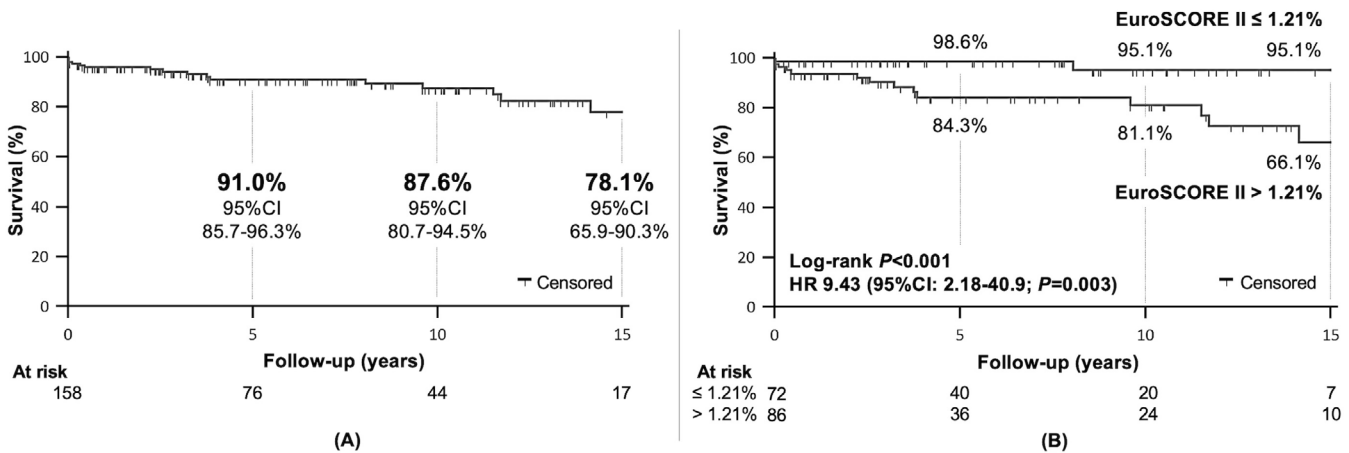 100
80
60
40
20
0
Survival (%)
91.0%
95%CI
85.7-96.3%
87.6%
95%CI
80.7-94.5%
78.1%
95%CI
65.9-90.3%
Censored
0 5 10 15
Follow-up (years)
At risk
158 76 44 17
(A)
EuroSCORE II ≤ 1.21%
98.6% 95.1% 95.1%
100
80
60
40
20
0
Survival (%)
84.3% 81.1%
66.1%
EuroSCORE II > 1.21%
Log-rank P<0.001
HR 9.43 (95%CI: 2.18-40.9; P=0.003)
Censored
0 5 10 15
Follow-up (years)
At risk
≤ 1.21% 72 40 20 7
> 1.21% 86 36 24 10
(B)